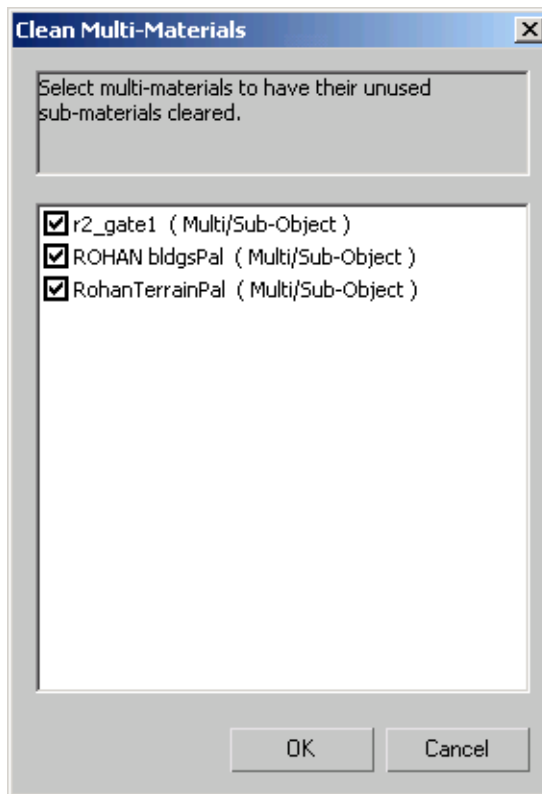 Clean Multi-Materials
Select multi-materials to have their unused
sub-materials cleared.
r2_gate1 ( Multi/Sub-Object )
ROHAN bldgsPal ( Multi/Sub-Object )
RohanTerrainPal ( Multi/Sub-Object )
OK Cancel